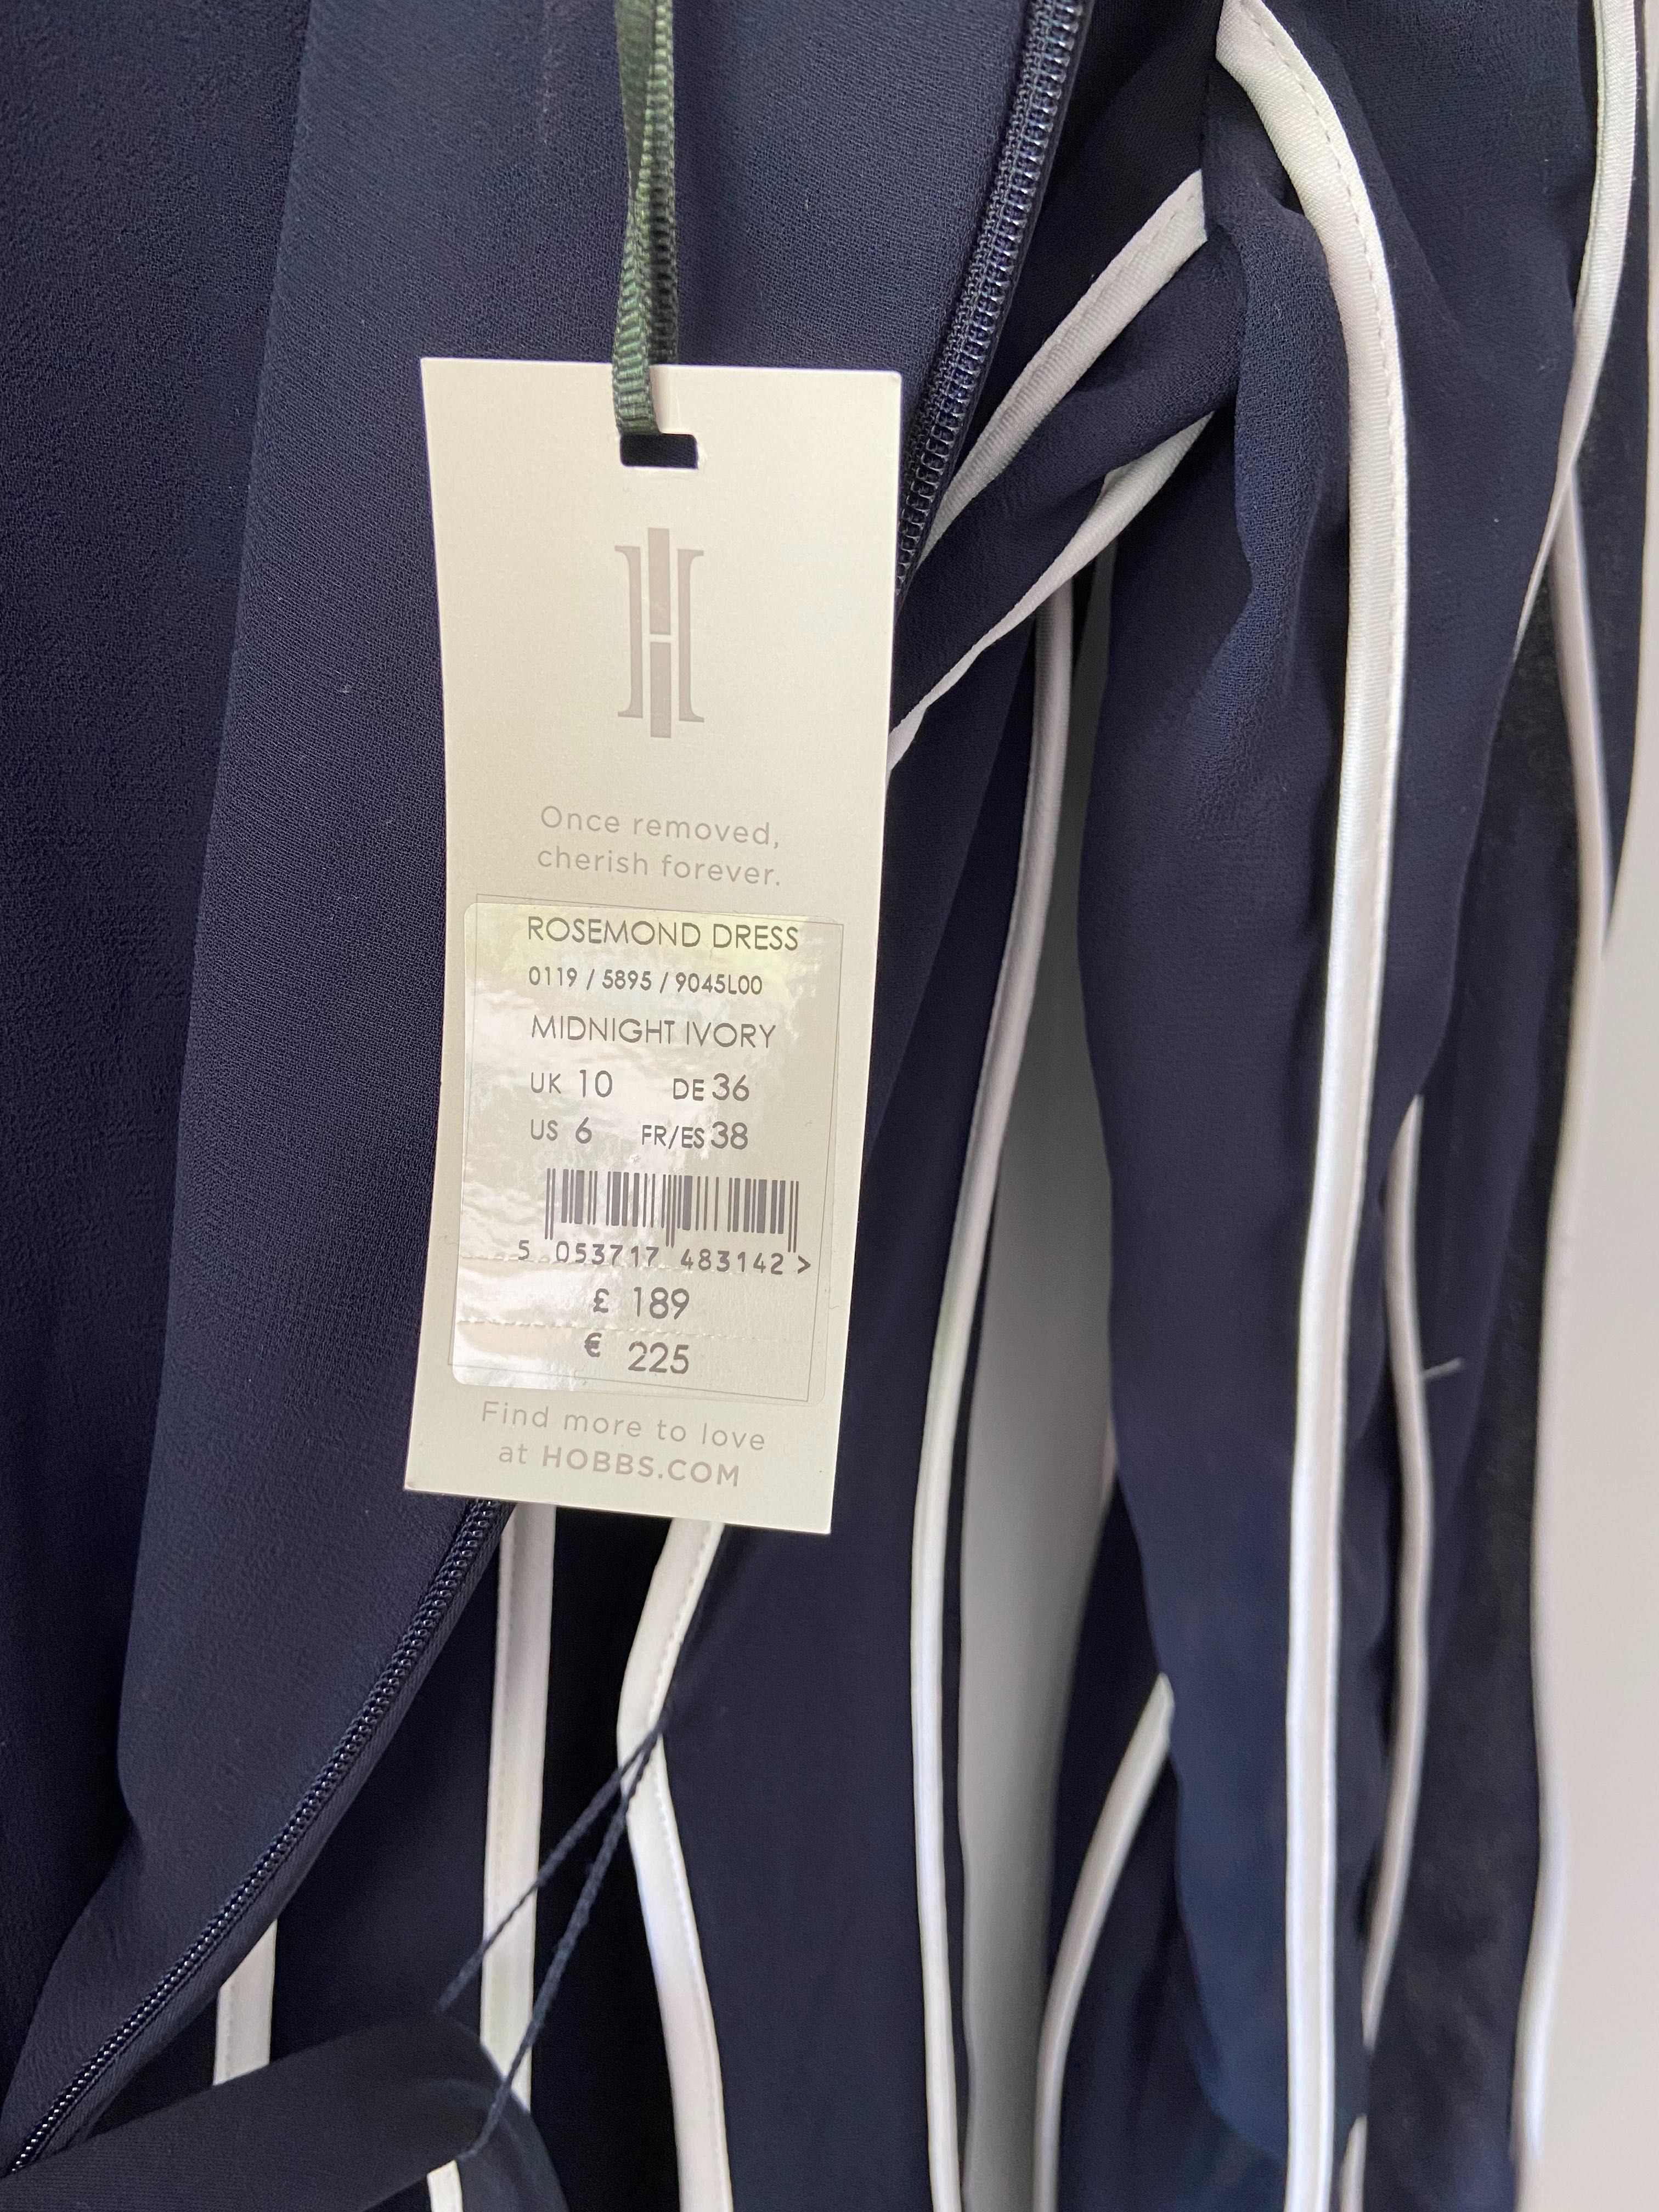 Once removed,
cherish forever.
ROSEMOND DRESS
0119 / 5895 / 9045L00
MIDNIGHT IVORY
UK 10 DE 36
US 6 FR/ES 38
5 053717 483142 >
£ 189
€ 225
Find more to love
at HOBBS.COM